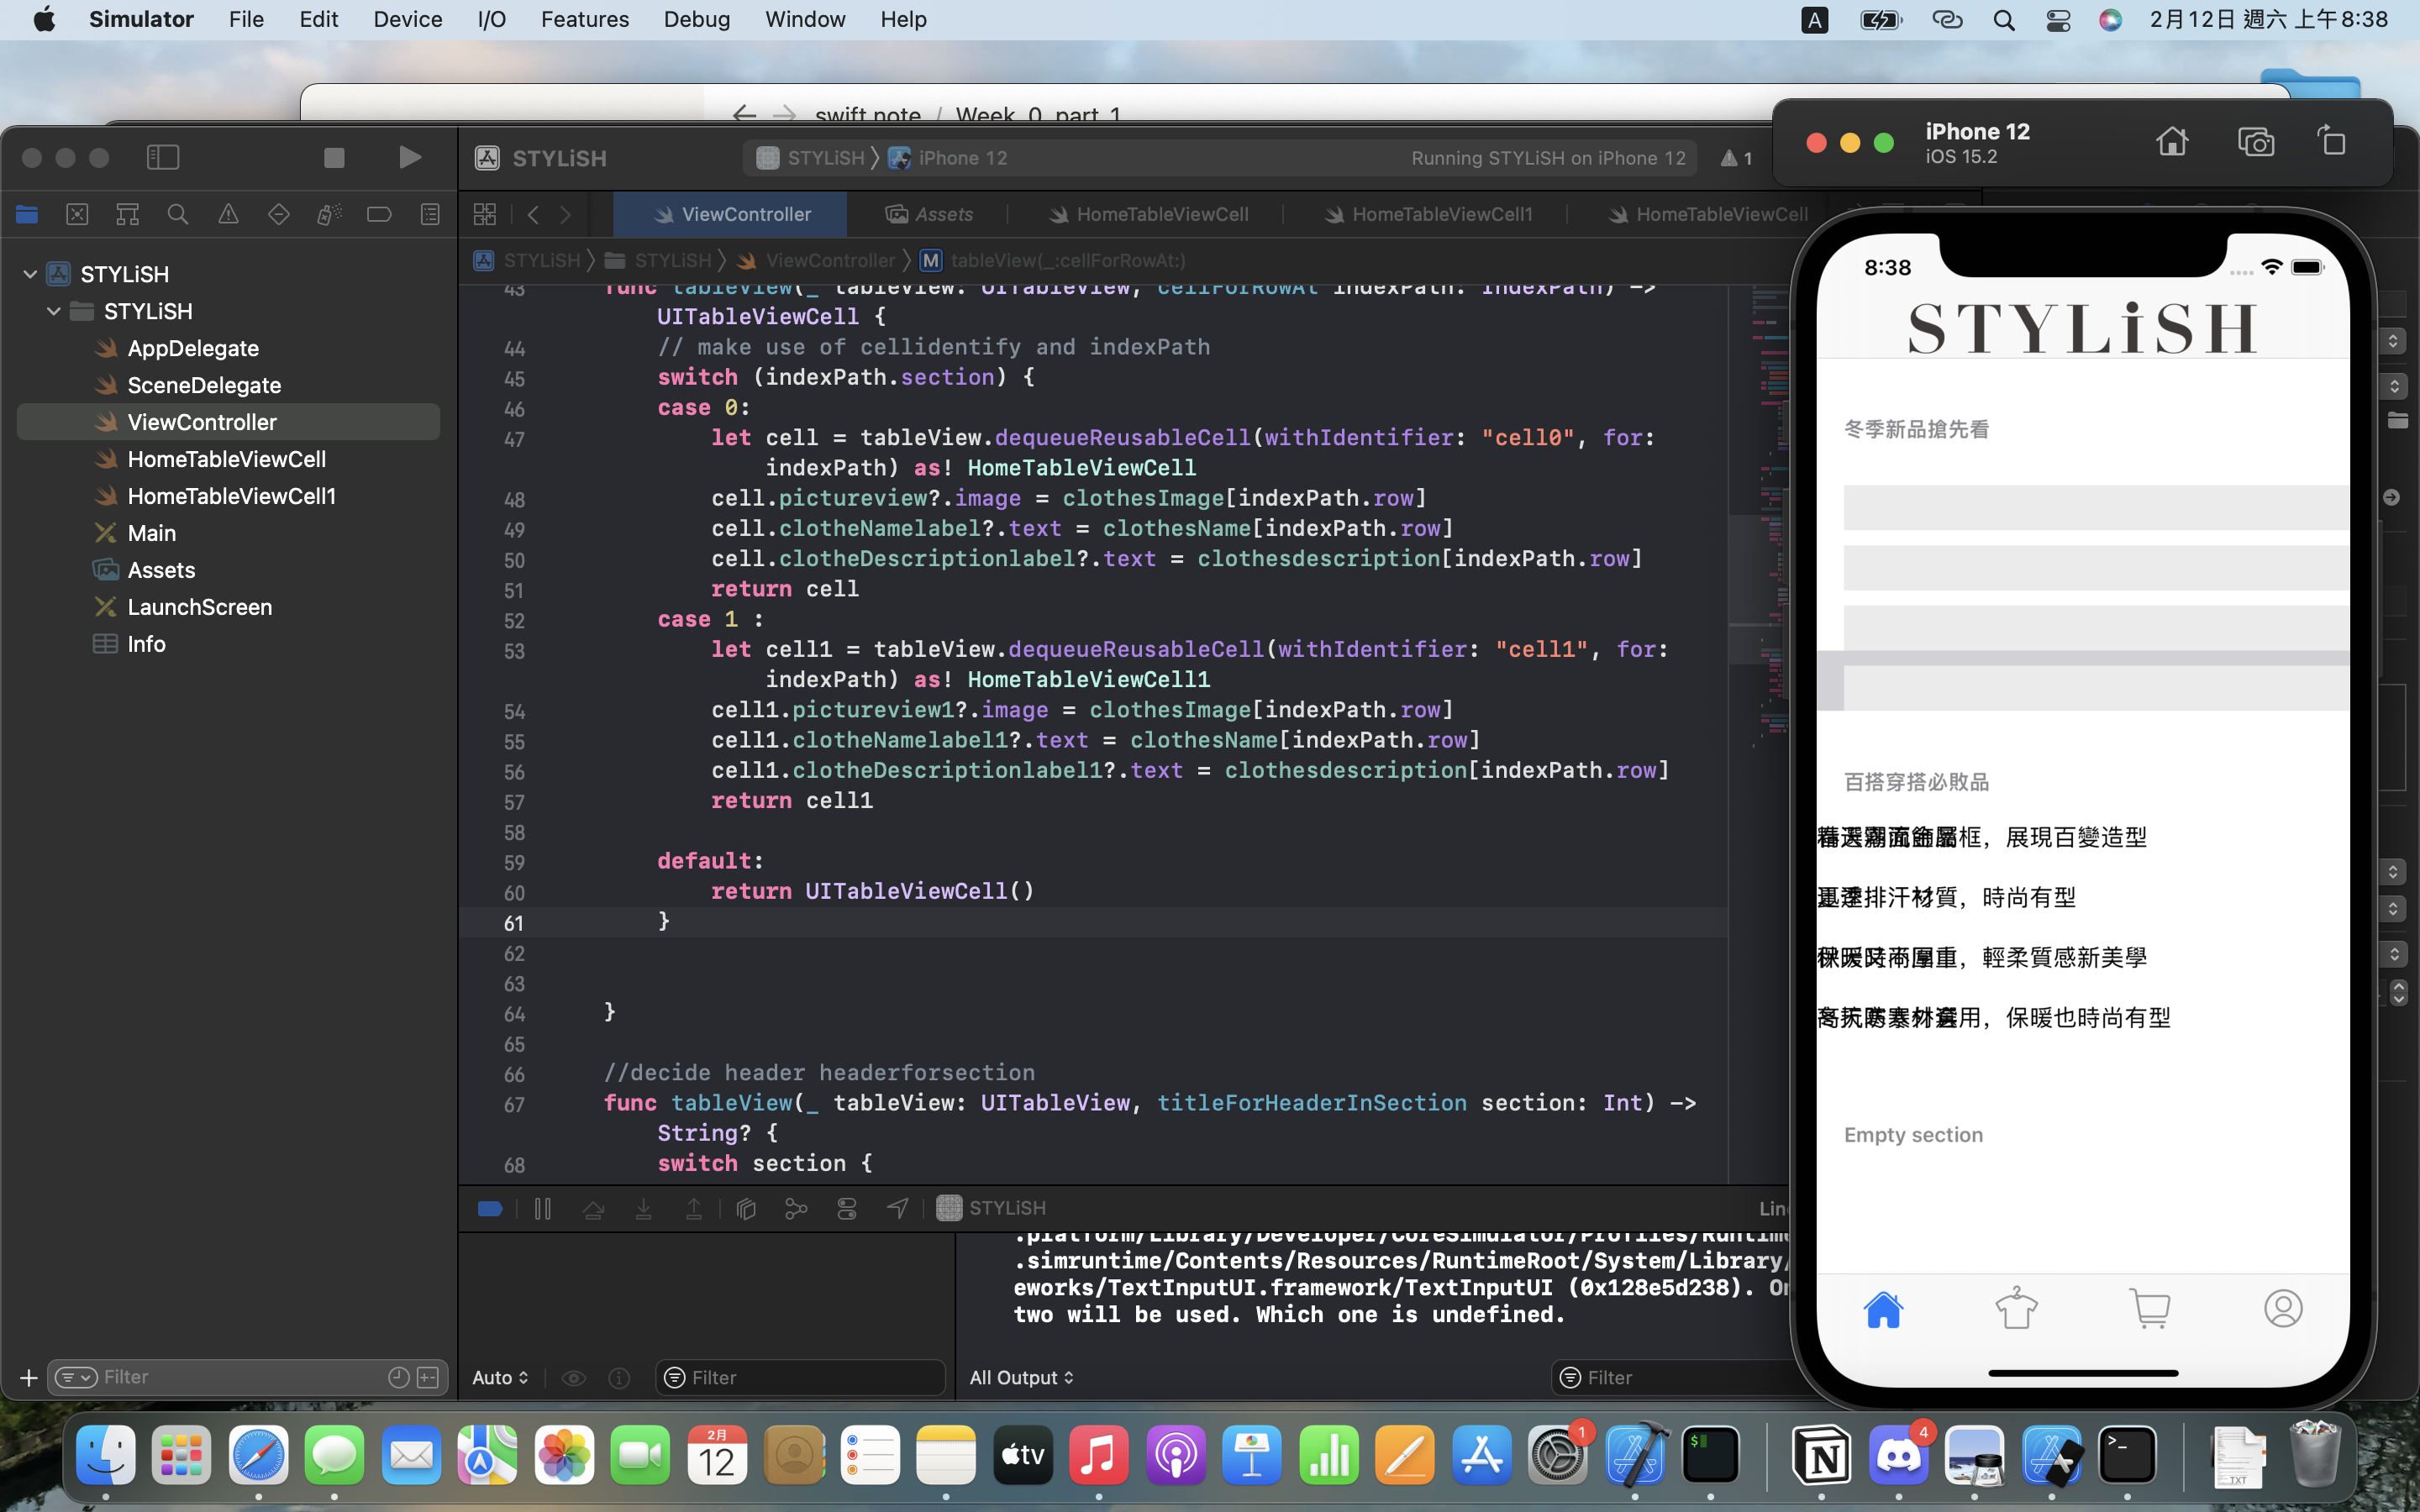 Simulator File Edit Device I/O Features Debug Window Help
A
2月12日 週六 上午8:38
swift note / Week_0_part_1
STYLiSH
STYLiSH
AppDelegate
SceneDelegate
ViewController
HomeTableViewCell
HomeTableViewCell1
Main
Assets
LaunchScreen
Info
Filter
STYLiSH
STYLiSH iPhone 12
Running STYLiSH on iPhone 12
1
ViewController Assets HomeTableViewCell HomeTableViewCell1 HomeTableViewCell
STYLiSH STYLiSH ViewController M tableView(_:cellForRowAt:)
43 func tableView(_ tableView: UITableView, cellForRowAt indexPath: IndexPath) ->
UITableViewCell {
44 // make use of cellidentify and indexPath
45 switch (indexPath.section) {
46 case 0:
47 let cell = tableView.dequeueReusableCell(withIdentifier: "cell0", for:
indexPath) as! HomeTableViewCell
48 cell.pictureview?.image = clothesImage[indexPath.row]
49 cell.clotheNamelabel?.text = clothesName[indexPath.row]
50 cell.clotheDescriptionlabel?.text = clothesdescription[indexPath.row]
51 return cell
52 case 1 :
53 let cell1 = tableView.dequeueReusableCell(withIdentifier: "cell1", for:
indexPath) as! HomeTableViewCell1
54 cell1.pictureview1?.image = clothesImage[indexPath.row]
55 cell1.clotheNamelabel1?.text = clothesName[indexPath.row]
56 cell1.clotheDescriptionlabel1?.text = clothesdescription[indexPath.row]
57 return cell1
58
59 default:
60 return UITableViewCell()
61 }
62
63
64 }
65
66 //decide header headerforsection
67 func tableView(_ tableView: UITableView, titleForHeaderInSection section: Int) ->
String? {
68 switch section {
STYLiSH
.platform/Library/Developer/CoreSimulator/Profiles/Runtime
.simruntime/Contents/Resources/RuntimeRoot/System/Library/
eworks/TextInputUI.framework/TextInputUI (0x128e5d238). On
two will be used. Which one is undefined.
Auto
Filter
All Output
Filter
iPhone 12
iOS 15.2
8:38
STYLiSH
冬季新品搶先看
百搭穿搭必敗品
框，展現百變造型
排汗材質，時尚有型
，輕柔質感新美學
用，保暖也時尚有型
Empty section
2月
12
tv
1
4
TXT